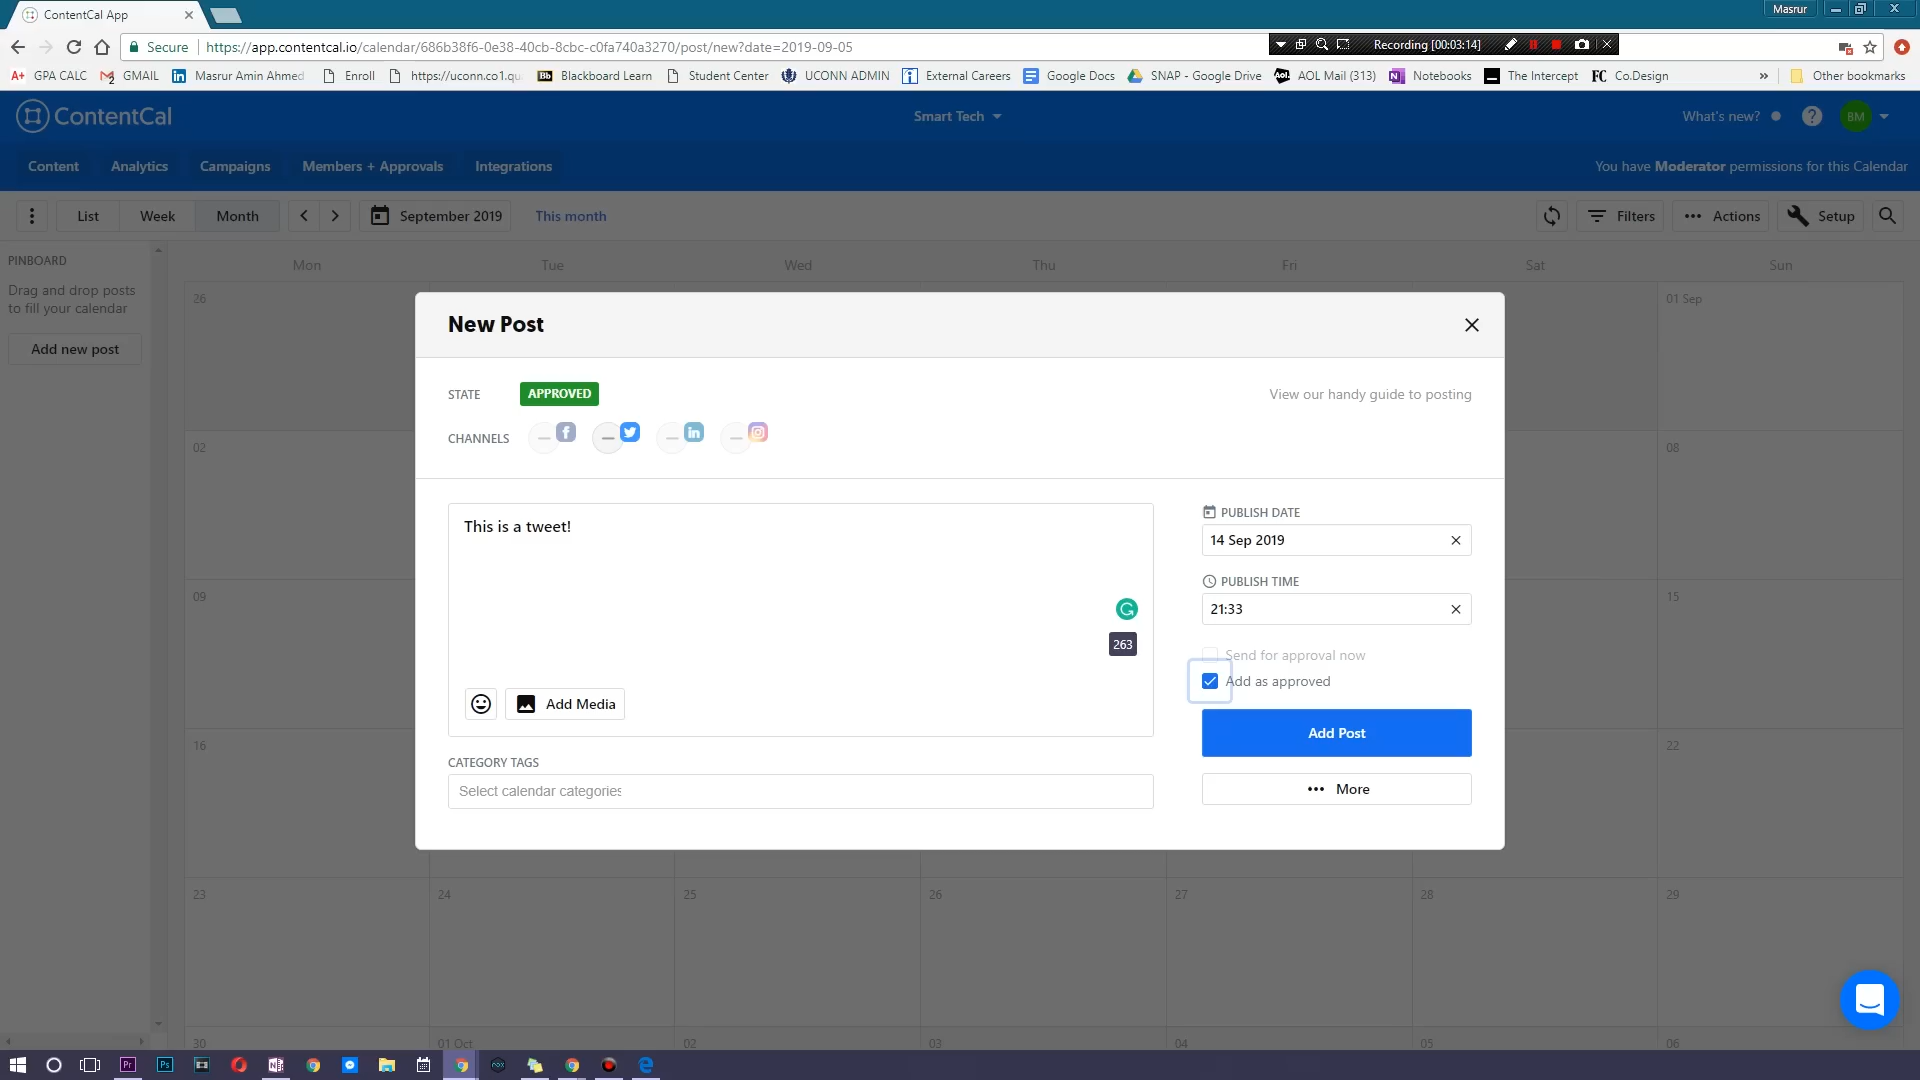 ContentCal App
Masrur
Secure
https://app.contentcal.io/calendar/686b38f6-0e38-40cb-8cbc-c0fa740a3270/post/new?date=2019-09-05
Recording [00:03:14]
A+ GPA CALC
GMAIL
Masrur Amin Ahmed
Enroll
https://uconn.co1.qu
Bb Blackboard Learn
Student Center
UCONN ADMIN
External Careers
Google Docs
SNAP - Google Drive
Aol. AOL Mail (313)
Notebooks
The Intercept
FC Co.Design
»
Other bookmarks
ContentCal
Smart Tech
What's new?
?
BM
Content
Analytics
Campaigns
Members + Approvals
Integrations
You have Moderator permissions for this Calendar
List
Week
Month
September 2019
This month
Filters
Actions
Setup
PINBOARD
Drag and drop posts
to fill your calendar
Add new post
Mon
Tue
Wed
Thu
Fri
Sat
Sun
26
01 Sep
New Post
STATE
APPROVED
View our handy guide to posting
CHANNELS
02
08
This is a tweet!
263
Add Media
PUBLISH DATE
14 Sep 2019
PUBLISH TIME
21:33
Send for approval now
Add as approved
Add Post
More
CATEGORY TAGS
Select calendar categories
09
15
16
22
23
24
25
26
27
28
29
30
01 Oct
02
03
04
05
06
Pr
Ps